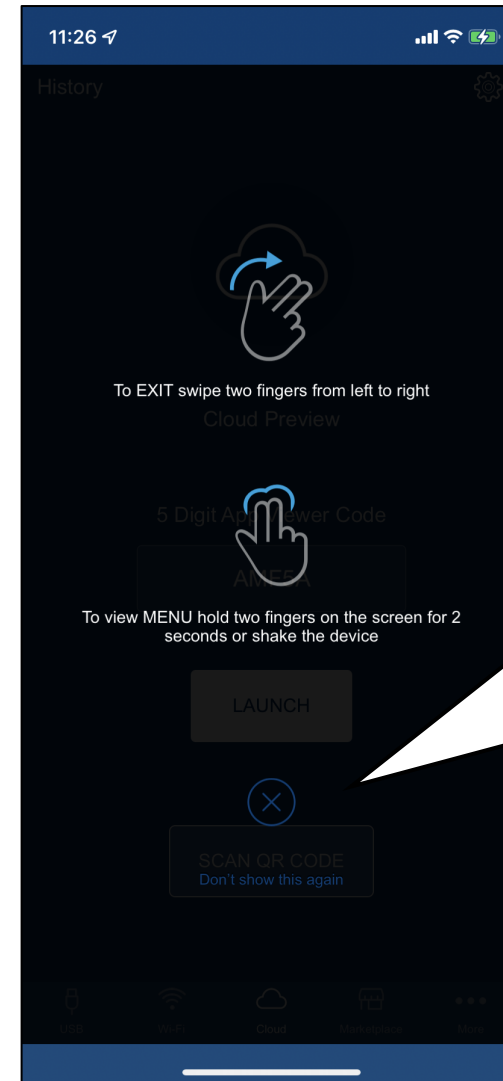 11:26
History
To EXIT swipe two fingers from left to right
Cloud Preview
5 Digit App Viewer Code
AMF5A
To view MENU hold two fingers on the screen for 2
seconds or shake the device
LAUNCH
SCAN QR CODE
Don't show this again
USB
Wi-Fi
Cloud
Marketplace
More